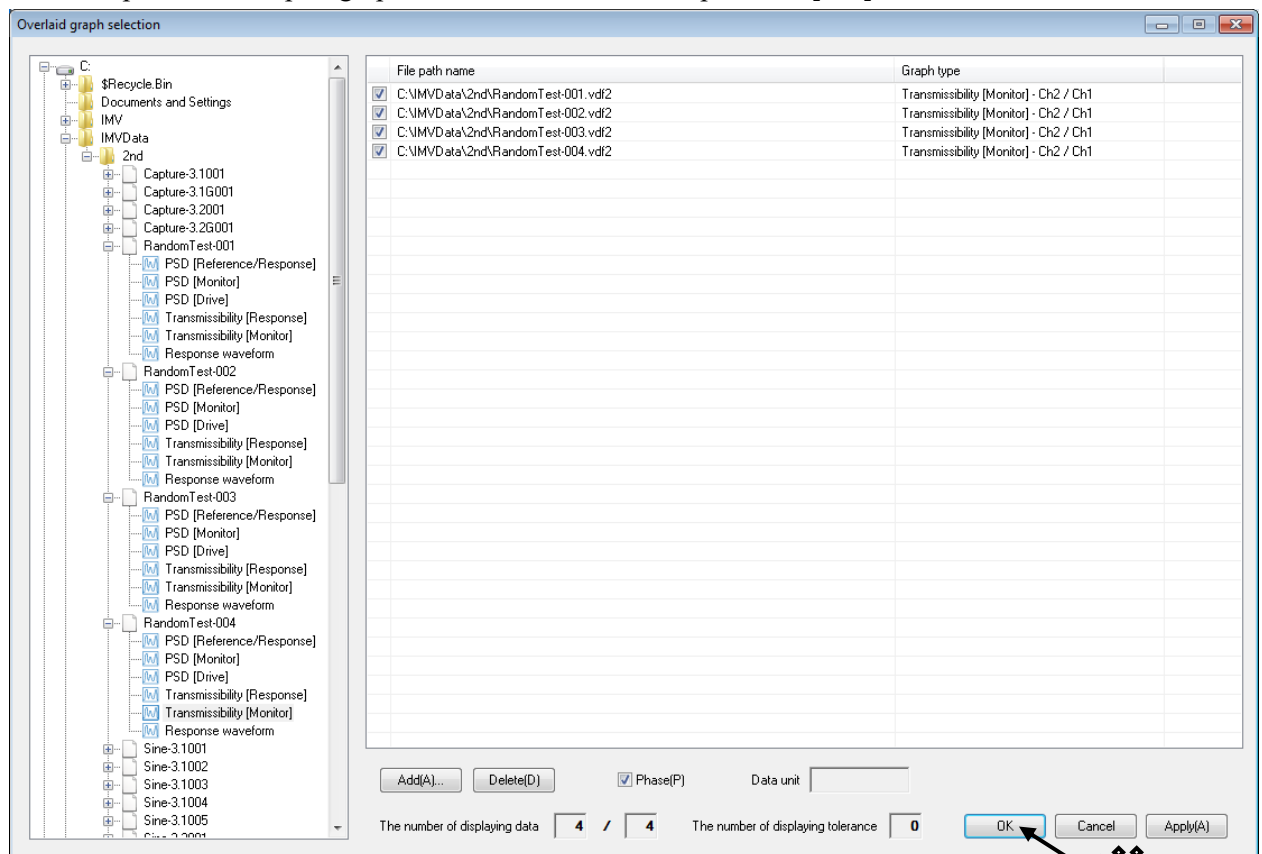 Overlaid graph selection
C:
$Recycle.Bin
Documents and Settings
IMV
IMVData
2nd
Capture-3.1001
Capture-3.1G001
Capture-3.2001
Capture-3.2G001
RandomTest-001
PSD [Reference/Response]
PSD [Monitor]
PSD [Drive]
Transmissibility [Response]
Transmissibility [Monitor]
Response waveform
RandomTest-002
PSD [Reference/Response]
PSD [Monitor]
PSD [Drive]
Transmissibility [Response]
Transmissibility [Monitor]
Response waveform
RandomTest-003
PSD [Reference/Response]
PSD [Monitor]
PSD [Drive]
Transmissibility [Response]
Transmissibility [Monitor]
Response waveform
RandomTest-004
PSD [Reference/Response]
PSD [Monitor]
PSD [Drive]
Transmissibility [Response]
Transmissibility [Monitor]
Response waveform
Sine-3.1001
Sine-3.1002
Sine-3.1003
Sine-3.1004
Sine-3.1005
File path name Graph type
C:\IMVData\2nd\RandomTest-001.vdf2 Transmissibility [Monitor] - Ch2 / Ch1
C:\IMVData\2nd\RandomTest-002.vdf2 Transmissibility [Monitor] - Ch2 / Ch1
C:\IMVData\2nd\RandomTest-003.vdf2 Transmissibility [Monitor] - Ch2 / Ch1
C:\IMVData\2nd\RandomTest-004.vdf2 Transmissibility [Monitor] - Ch2 / Ch1
Add(A)... Delete(D) Phase(P) Data unit
The number of displaying data 4 / 4 The number of displaying tolerance 0 OK Cancel Apply(A)